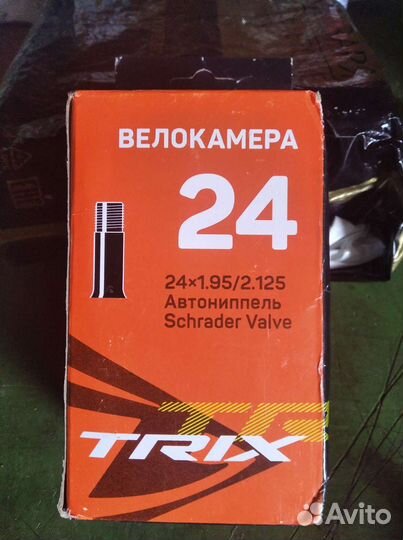 ВЕЛОКАМЕРА
24
24×1.95/2.125
Автониппель
Schrader Valve
TRIX
Avito